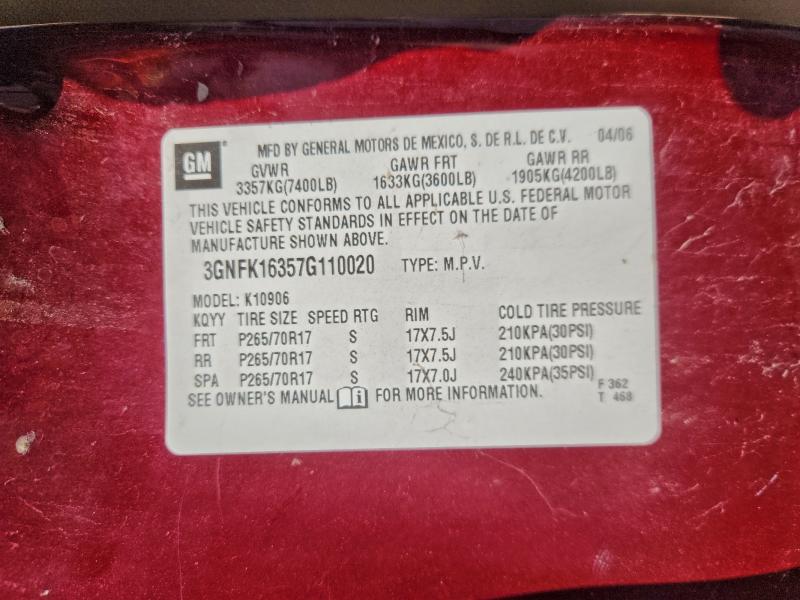 GM
MFD BY GENERAL MOTORS DE MEXICO, S. DE R.L. DE C.V. 04/06
GVWR GAWR FRT GAWR RR
3357KG(7400LB) 1633KG(3600LB) 1905KG(4200LB)
THIS VEHICLE CONFORMS TO ALL APPLICABLE U.S. FEDERAL MOTOR
VEHICLE SAFETY STANDARDS IN EFFECT ON THE DATE OF
MANUFACTURE SHOWN ABOVE.
3GNFK16357G110020 TYPE: M.P.V.
MODEL: K10906
KQYY TIRE SIZE SPEED RTG RIM COLD TIRE PRESSURE
FRT P265/70R17 S 17X7.5J 210KPA(30PSI)
RR P265/70R17 S 17X7.5J 210KPA(30PSI)
SPA P265/70R17 S 17X7.0J 240KPA(35PSI)
SEE OWNER'S MANUAL i FOR MORE INFORMATION.
F 362
T 468